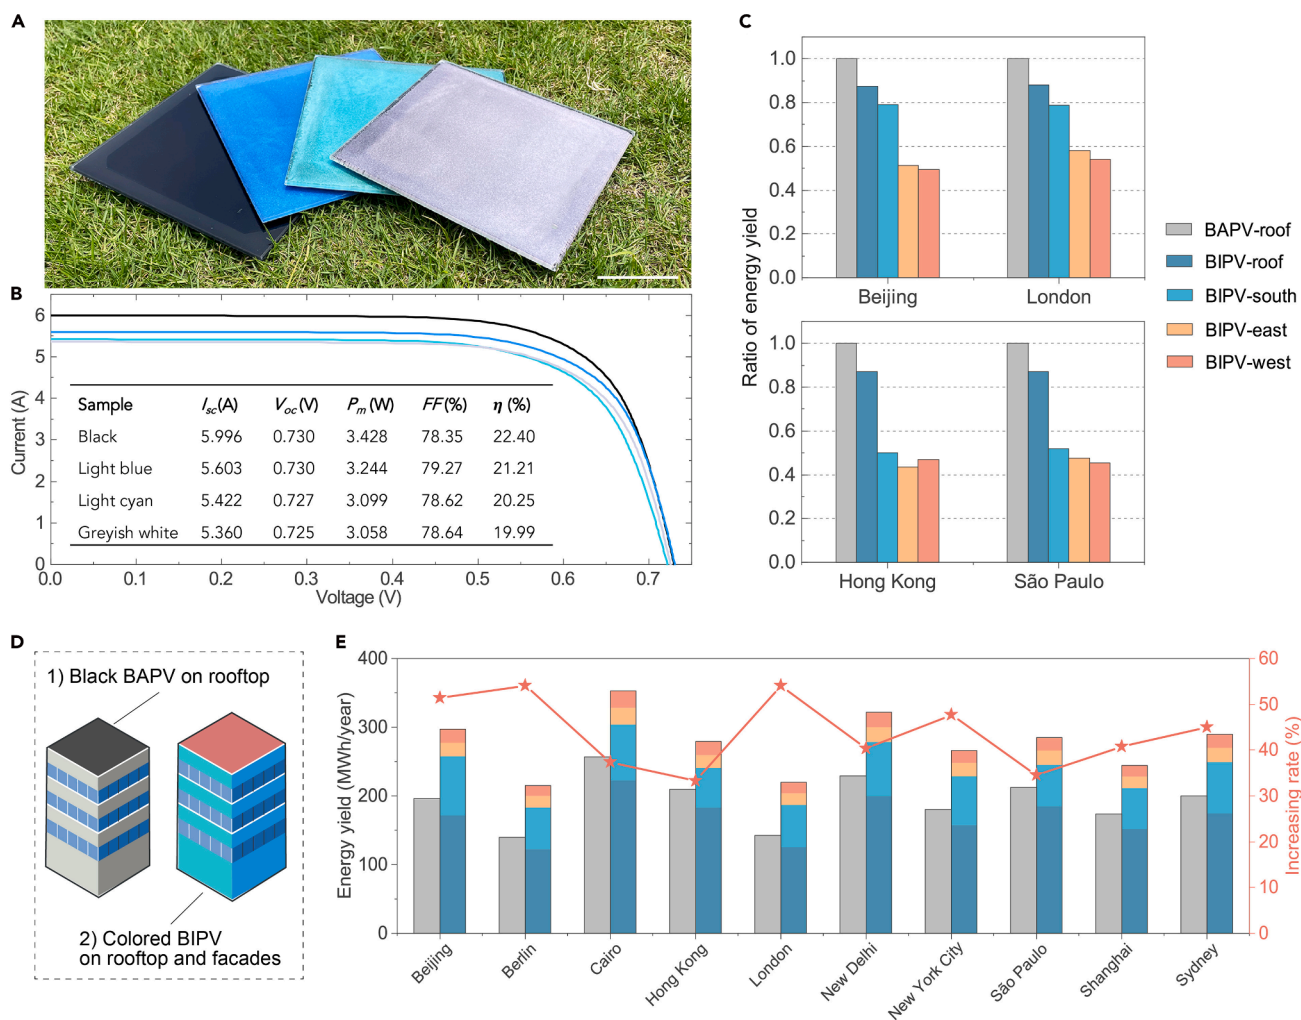 A
B
6
5
4
3
2
1
0
Current (A)
0.0 0.1 0.2 0.3 0.4 0.5 0.6 0.7
Voltage (V)
Sample Isc(A) Voc(V) Pm(W) FF(%) η (%)
Black 5.996 0.730 3.428 78.35 22.40
Light blue 5.603 0.730 3.244 79.27 21.21
Light cyan 5.422 0.727 3.099 78.62 20.25
Greyish white 5.360 0.725 3.058 78.64 19.99
C
Ratio of energy yield
1.0
0.8
0.6
0.4
0.2
0.0
Beijing London
1.0
0.8
0.6
0.4
0.2
0.0
Hong Kong São Paulo
BAPV-roof
BIPV-roof
BIPV-south
BIPV-east
BIPV-west
D
1) Black BAPV on rooftop
2) Colored BIPV
on rooftop and facades
E
Energy yield (MWh/year)
400
300
200
100
0
Beijing
Berlin
Cairo
Hong Kong
London
New Delhi
New York City
São Paulo
Shanghai
Sydney
60
50
40
30
20
10
0
Increasing rate (%)